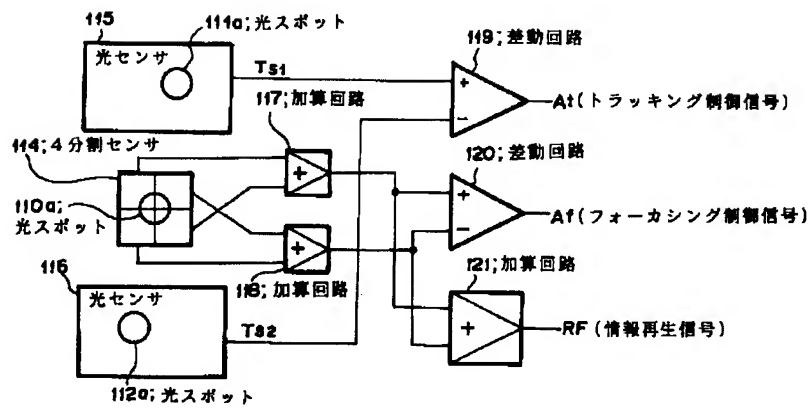 115
111a;光スポット
光センサ
TS1
119;差動回路
+
−
At(トラッキング制御信号)
117;加算回路
114;4分割センサ
+
120;差動回路
+
−
Af(フォーカシング制御信号)
110a;
光スポット
+
118;加算回路
116
光センサ
121;加算回路
+
RF(情報再生信号)
TS2
112a;光スポット